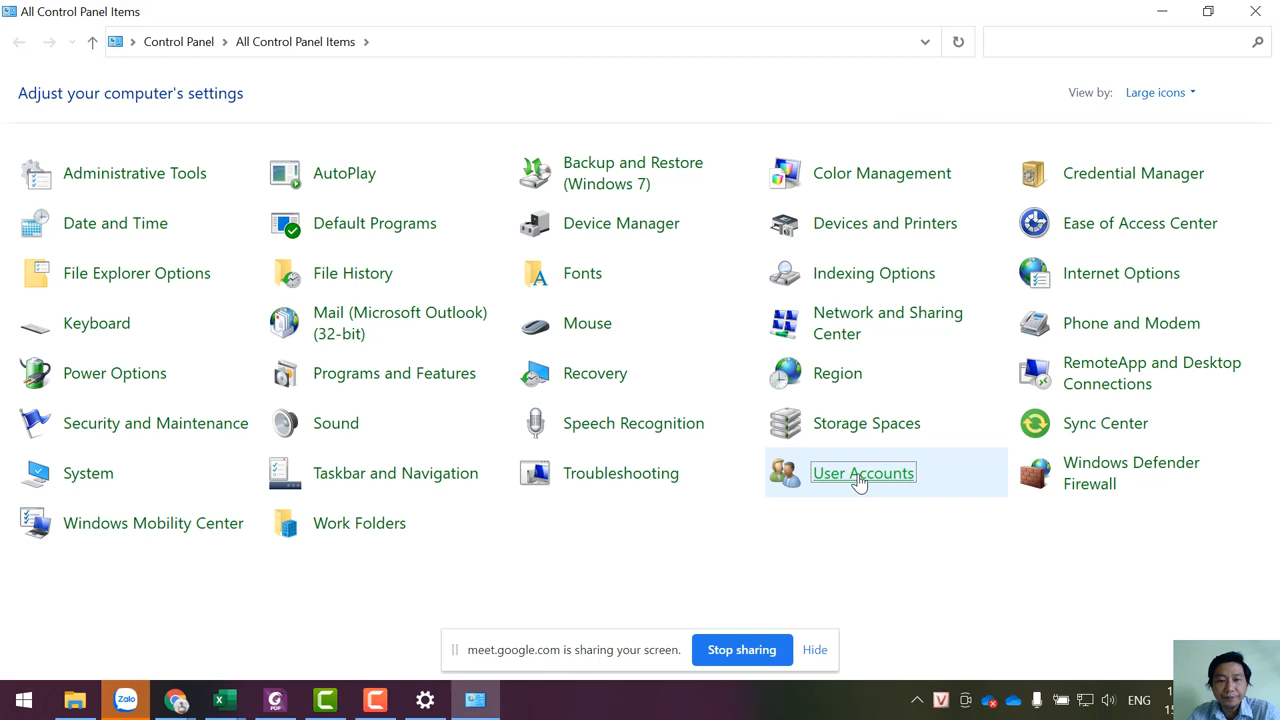 All Control Panel Items
Control Panel All Control Panel Items
Adjust your computer's settings
View by: Large icons
Administrative Tools
AutoPlay
Backup and Restore
(Windows 7)
Color Management
Credential Manager
Date and Time
Default Programs
Device Manager
Devices and Printers
Ease of Access Center
File Explorer Options
File History
Fonts
Indexing Options
Internet Options
Keyboard
Mail (Microsoft Outlook)
(32-bit)
Mouse
Network and Sharing
Center
Phone and Modem
Power Options
Programs and Features
Recovery
Region
RemoteApp and Desktop
Connections
Security and Maintenance
Sound
Speech Recognition
Storage Spaces
Sync Center
System
Taskbar and Navigation
Troubleshooting
User Accounts
Windows Defender
Firewall
Windows Mobility Center
Work Folders
meet.google.com is sharing your screen.
Stop sharing
Hide
Zalo
PDF
ENG